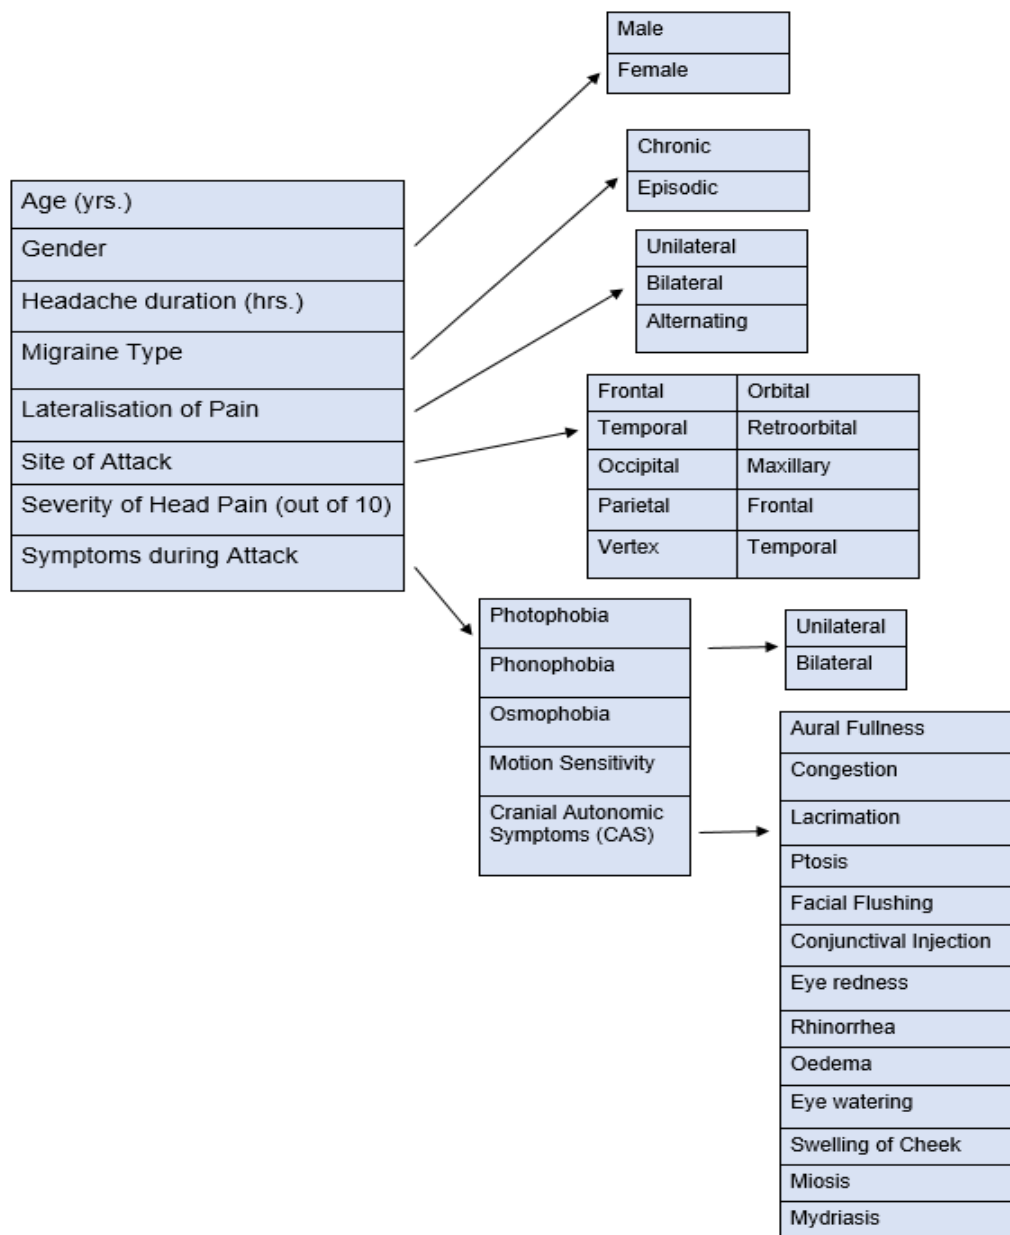 Male
Female
Chronic
Episodic
Age (yrs.)
Gender
Headache duration (hrs.)
Migraine Type
Lateralisation of Pain
Site of Attack
Severity of Head Pain (out of 10)
Symptoms during Attack
Unilateral
Bilateral
Alternating
Frontal Orbital
Temporal Retroorbital
Occipital Maxillary
Parietal Frontal
Vertex Temporal
Photophobia
Phonophobia
Osmophobia
Motion Sensitivity
Cranial Autonomic
Symptoms (CAS)
Unilateral
Bilateral
Aural Fullness
Congestion
Lacrimation
Ptosis
Facial Flushing
Conjunctival Injection
Eye redness
Rhinorrhea
Oedema
Eye watering
Swelling of Cheek
Miosis
Mydriasis